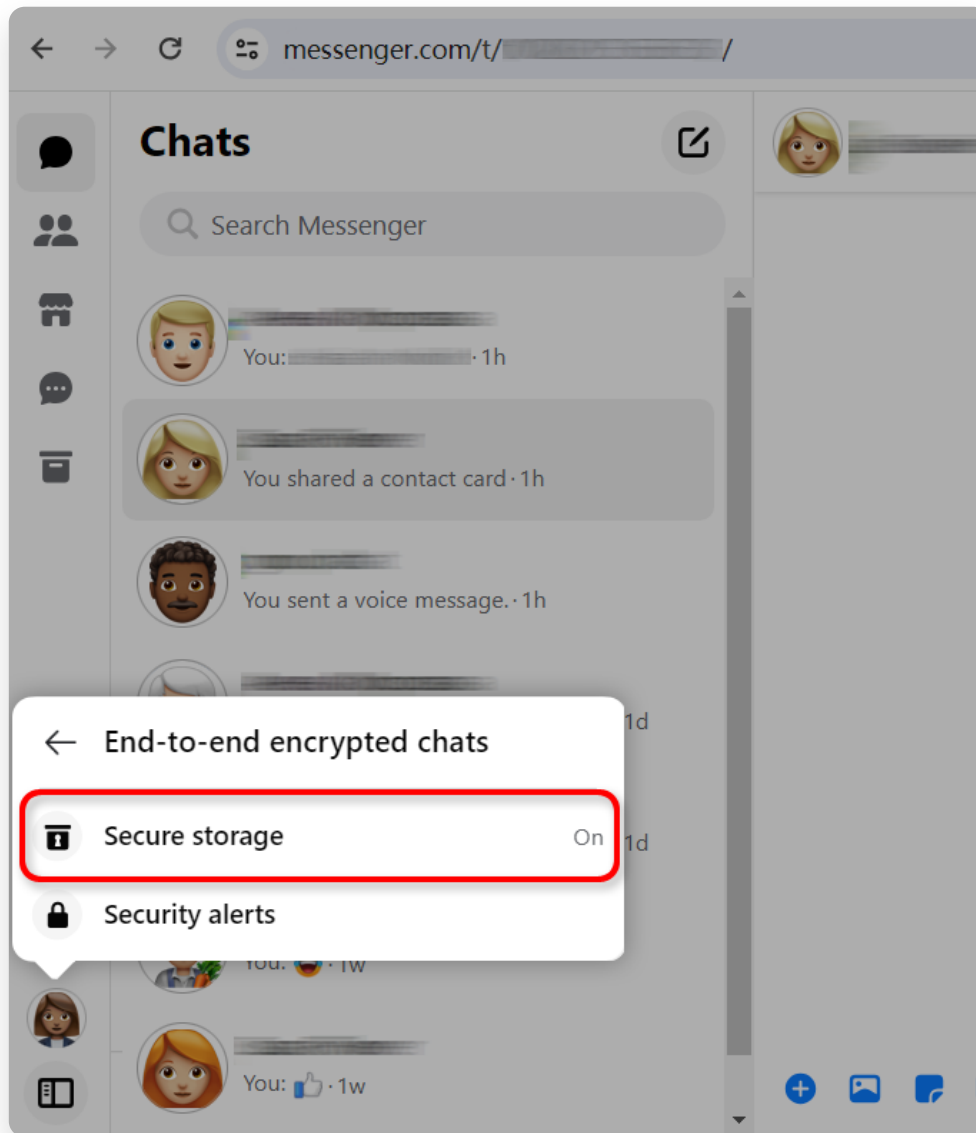 messenger.com/t/ /
Chats
Search Messenger
You: · 1h
You shared a contact card · 1h
You sent a voice message. · 1h
1d
End-to-end encrypted chats
Secure storage On
1d
Security alerts
You: 😂 · 1w
You: 👍 · 1w